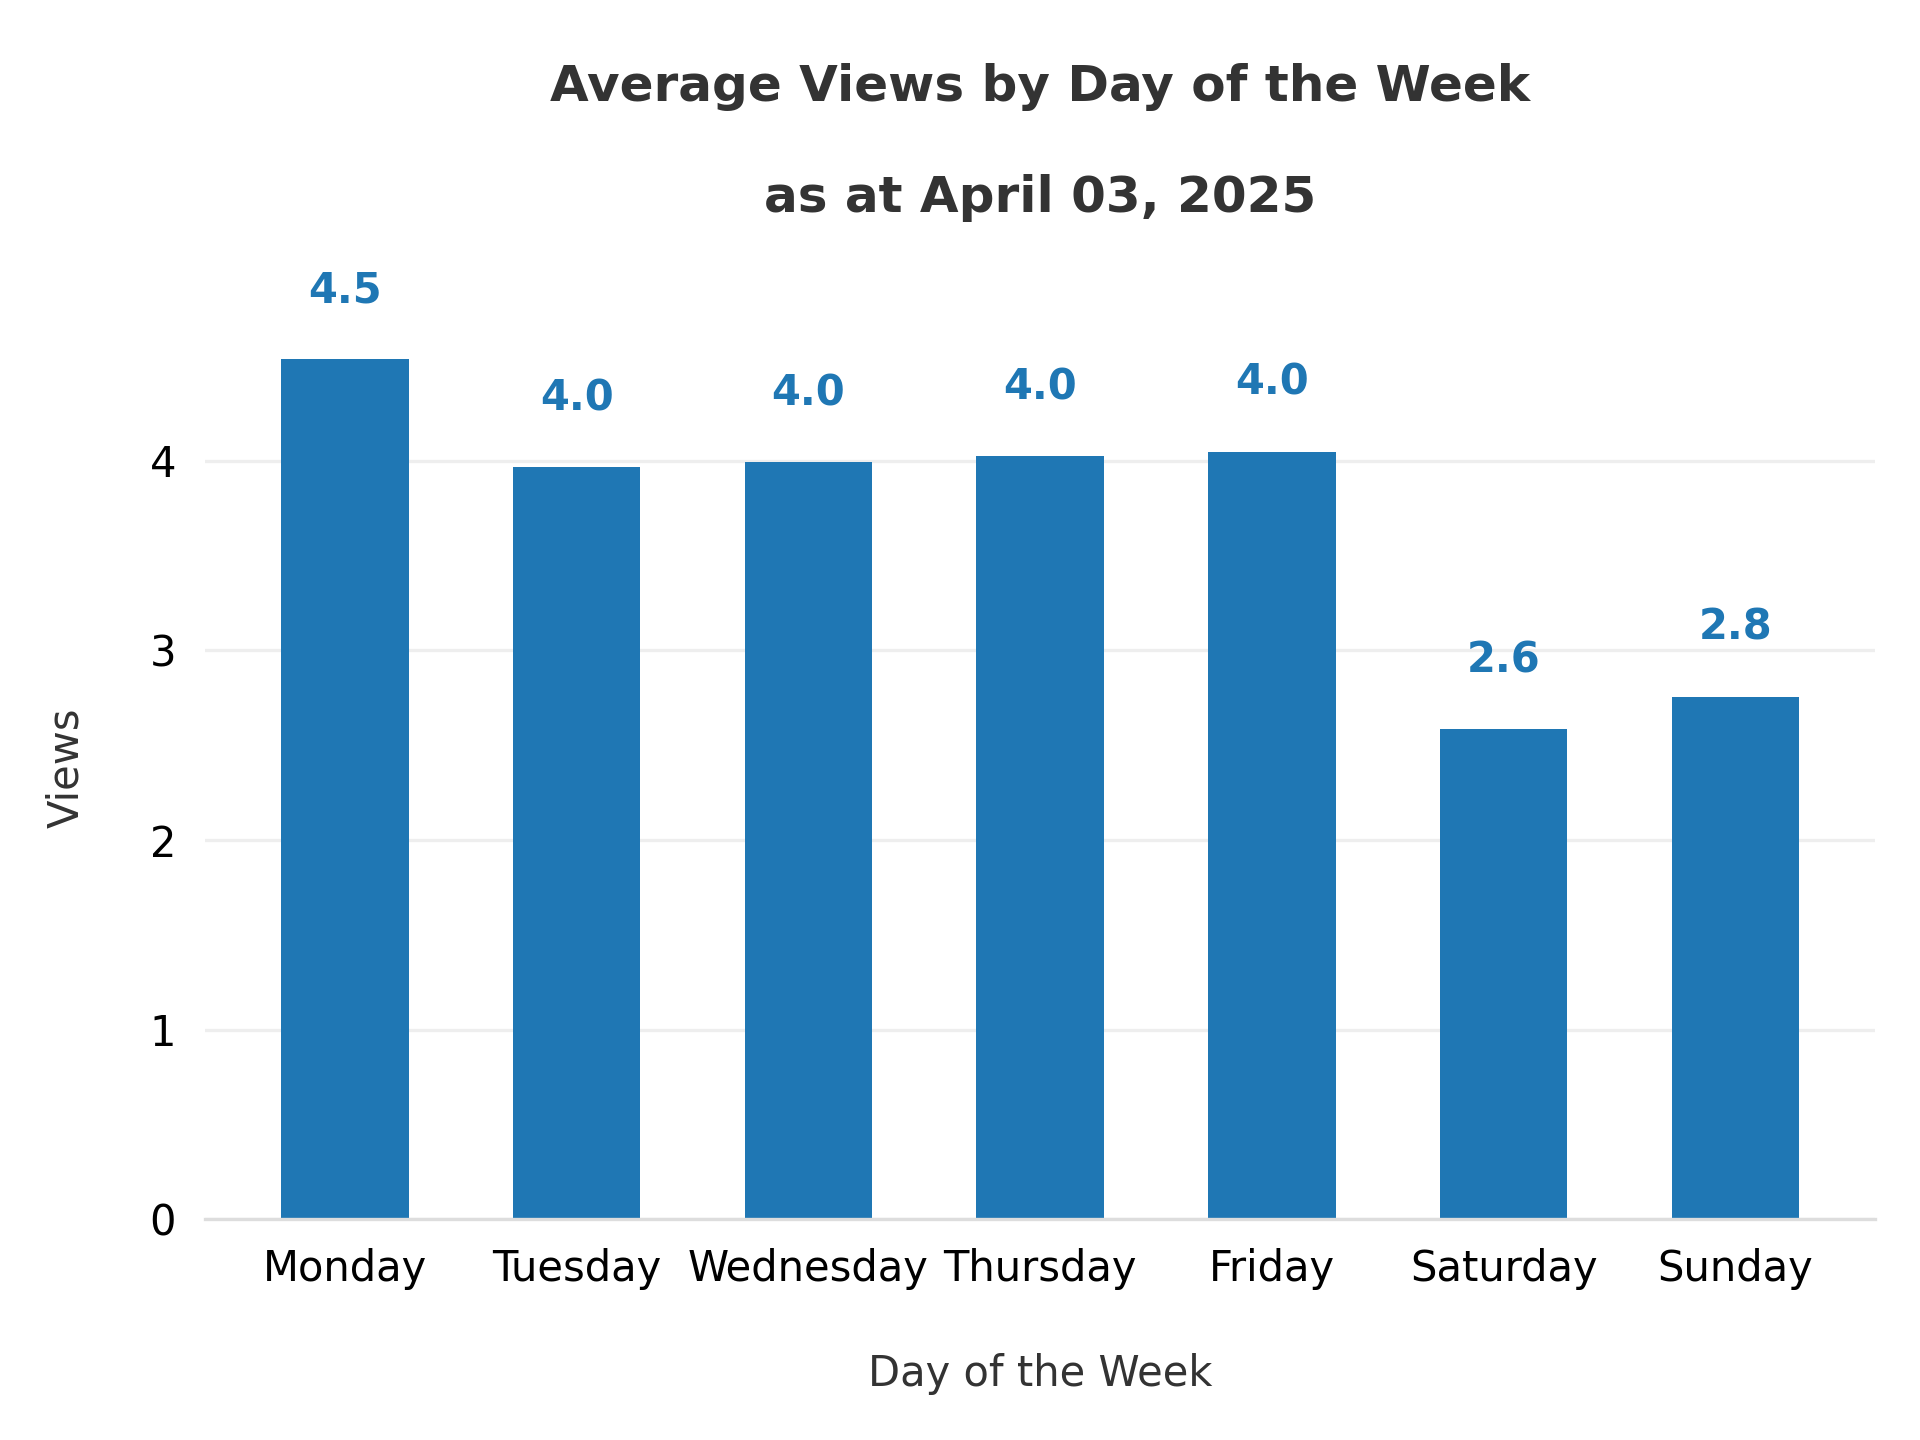 Average Views by Day of the Week
as at April 03, 2025
4.5
4.0
4.0
4.0
4.0
2.6
2.8
4
3
2
1
0
Views
Monday Tuesday Wednesday Thursday Friday Saturday Sunday
Day of the Week